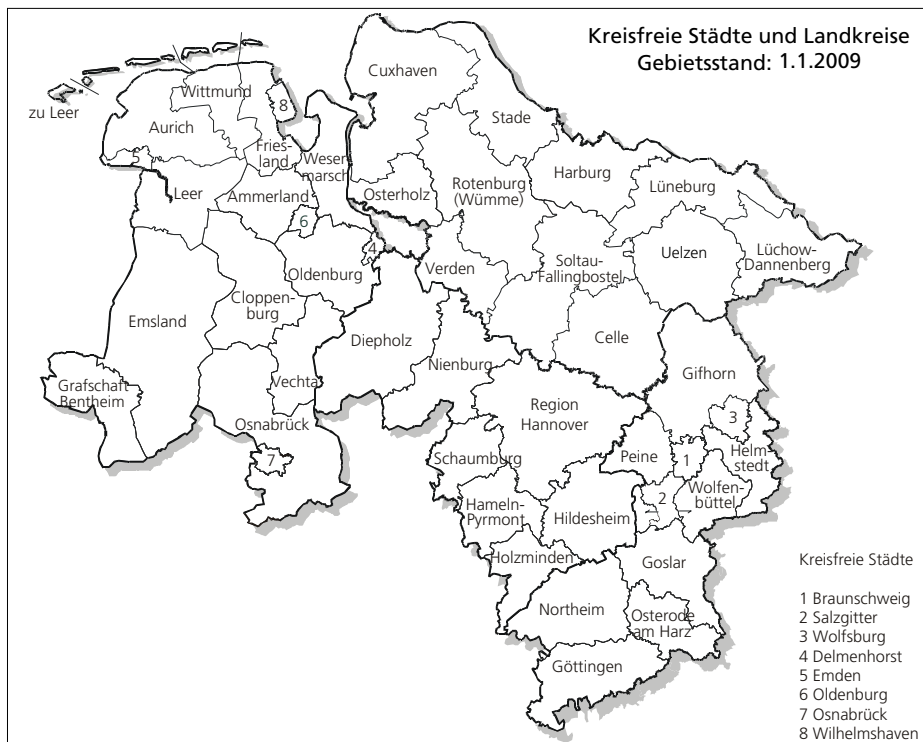 Kreisfreie Städte und Landkreise
Gebietsstand: 1.1.2009
Cuxhaven
Wittmund
zu Leer
8
Stade
Aurich
Fries-
land
Weser-
marsch
5
Harburg
Leer
Ammerland
Osterholz
Rotenburg
(Wümme)
Lüneburg
6
4
Oldenburg
Verden
Soltau-
Fallingbostel
Uelzen
Lüchow-
Dannenberg
Cloppen-
burg
Emsland
Diepholz
Celle
Nienburg
Grafschaft
Bentheim
Vechta
Gifhorn
Region
Hannover
Osnabrück
3
7
Schaumburg
Peine
1
Helm-
stedt
2
Wolfen-
büttel
Hameln-
Pyrmont
Hildesheim
Holzminden
Goslar
Northeim
Osterode
am Harz
Göttingen
Kreisfreie Städte
1 Braunschweig
2 Salzgitter
3 Wolfsburg
4 Delmenhorst
5 Emden
6 Oldenburg
7 Osnabrück
8 Wilhelmshaven